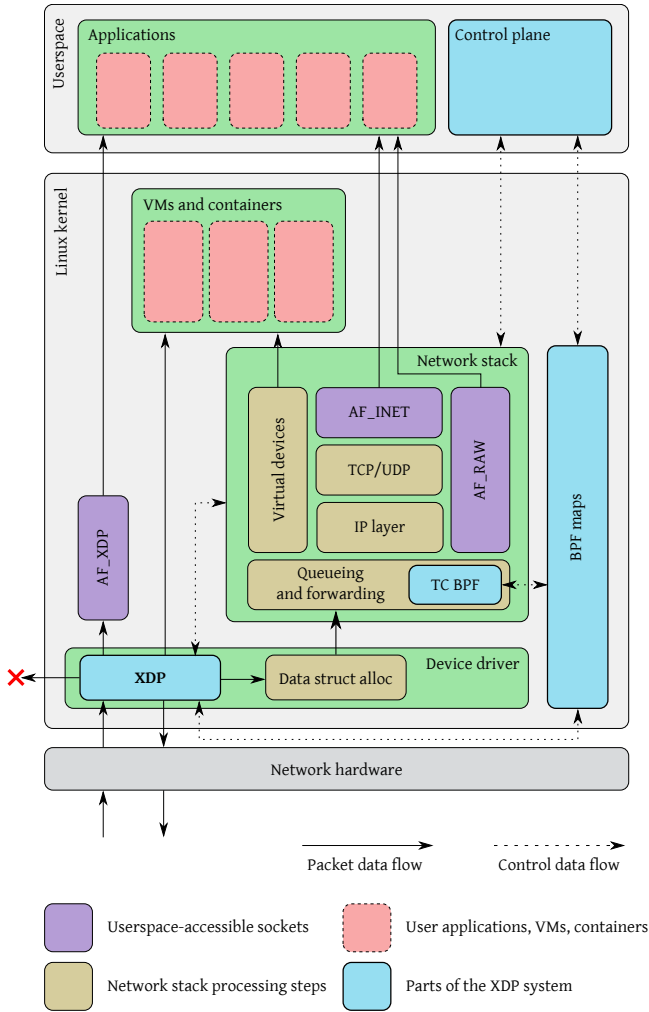 Userspace
Applications
Control plane
Linux kernel
VMs and containers
Network stack
Virtual devices
AF_INET
TCP/UDP
IP layer
AF_RAW
AF_XDP
BPF maps
Queueing
and forwarding
TC BPF
Device driver
XDP
Data struct alloc
Network hardware
Packet data flow
Control data flow
Userspace-accessible sockets
User applications, VMs, containers
Network stack processing steps
Parts of the XDP system